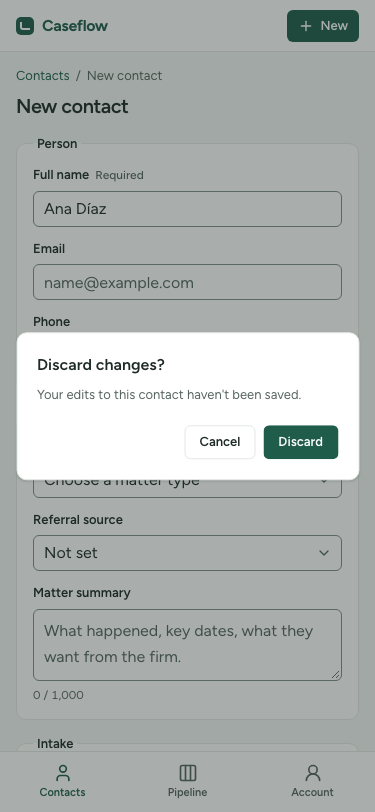 Caseflow
New
Contacts / New contact
New contact
Person
Full name Required
Ana Díaz
Email
name@example.com
Phone
Discard changes?
Your edits to this contact haven't been saved.
Cancel
Discard
Choose a matter type
Referral source
Not set
Matter summary
What happened, key dates, what they
want from the firm.
0 / 1,000
Intake
Contacts
Pipeline
Account